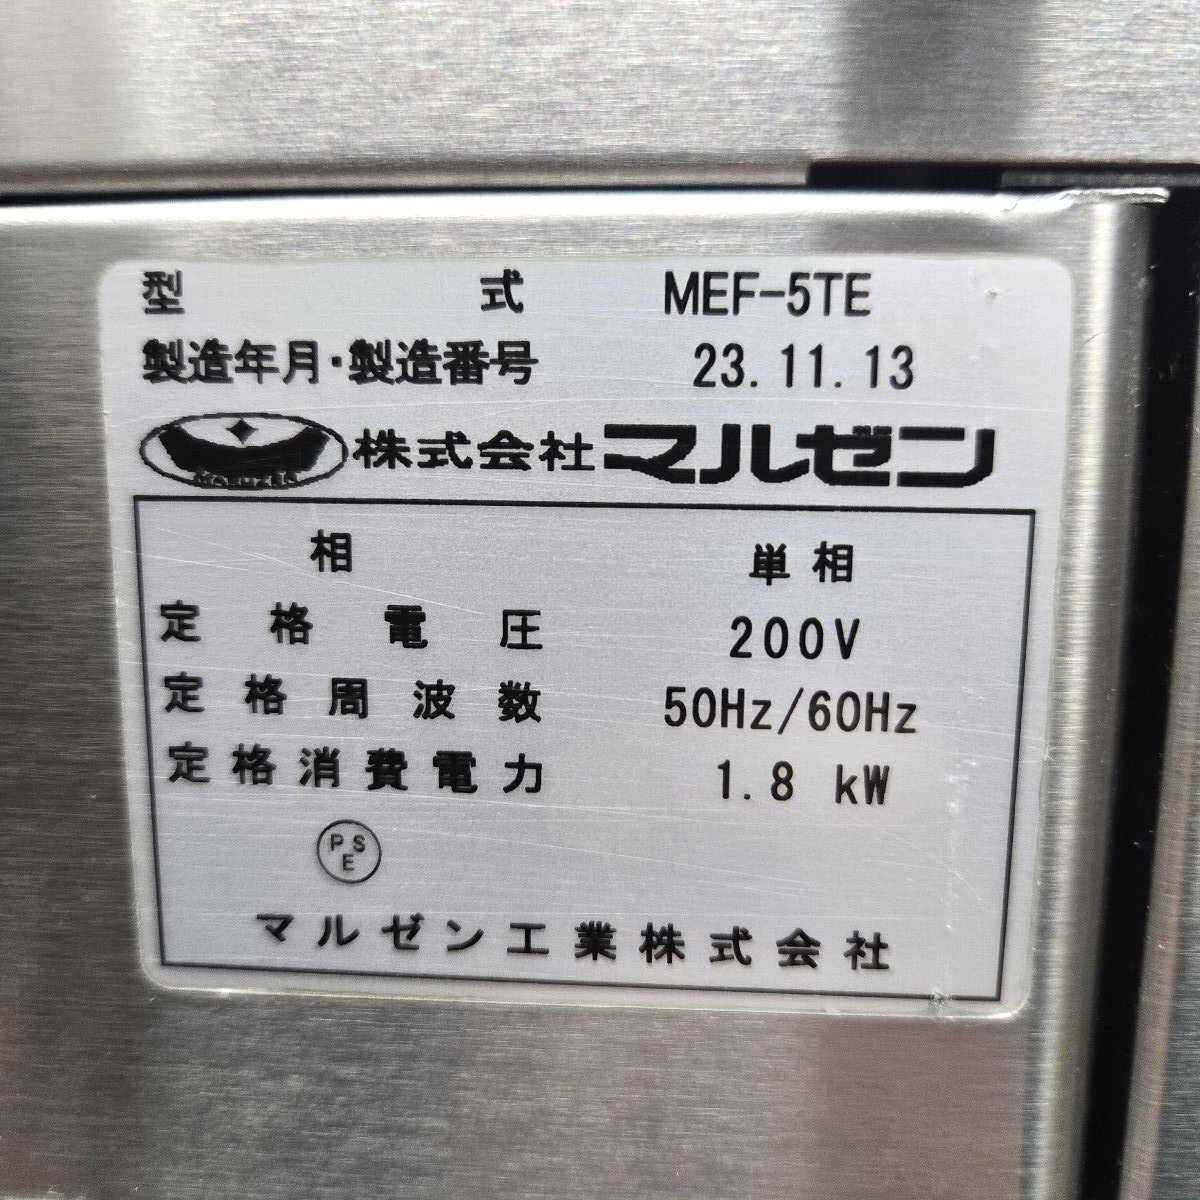 型式 MEF-5TE
製造年月・製造番号 23.11.13
MARUZEN 株式会社マルゼン
相 単相
定格電圧 200V
定格周波数 50Hz/60Hz
定格消費電力 1.8 kW
PSE
マルゼン工業株式会社